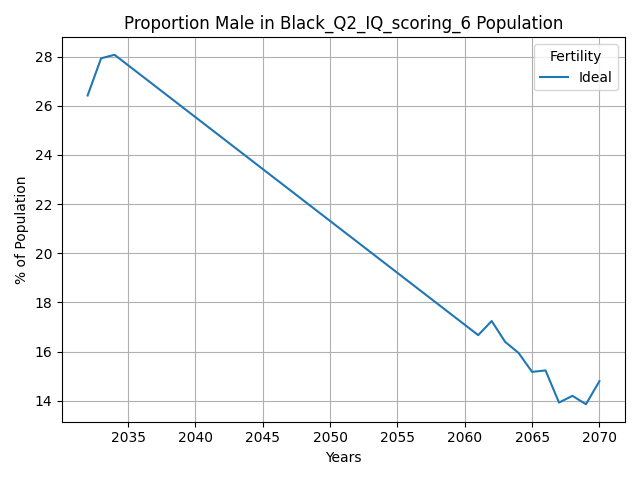 Proportion Male in Black_Q2_IQ_scoring_6 Population
Fertility
Ideal
% of Population
28
26
24
22
20
18
16
14
2035 2040 2045 2050 2055 2060 2065 2070
Years